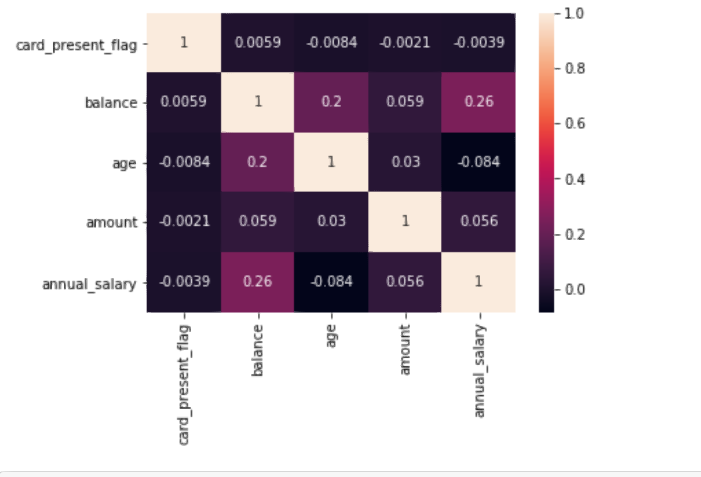 card_present_flag 1 0.0059 -0.0084 -0.0021 -0.0039
balance 0.0059 1 0.2 0.059 0.26
age -0.0084 0.2 1 0.03 -0.084
amount -0.0021 0.059 0.03 1 0.056
annual_salary -0.0039 0.26 -0.084 0.056 1
card_present_flag
balance
age
amount
annual_salary
1.0
0.8
0.6
0.4
0.2
0.0